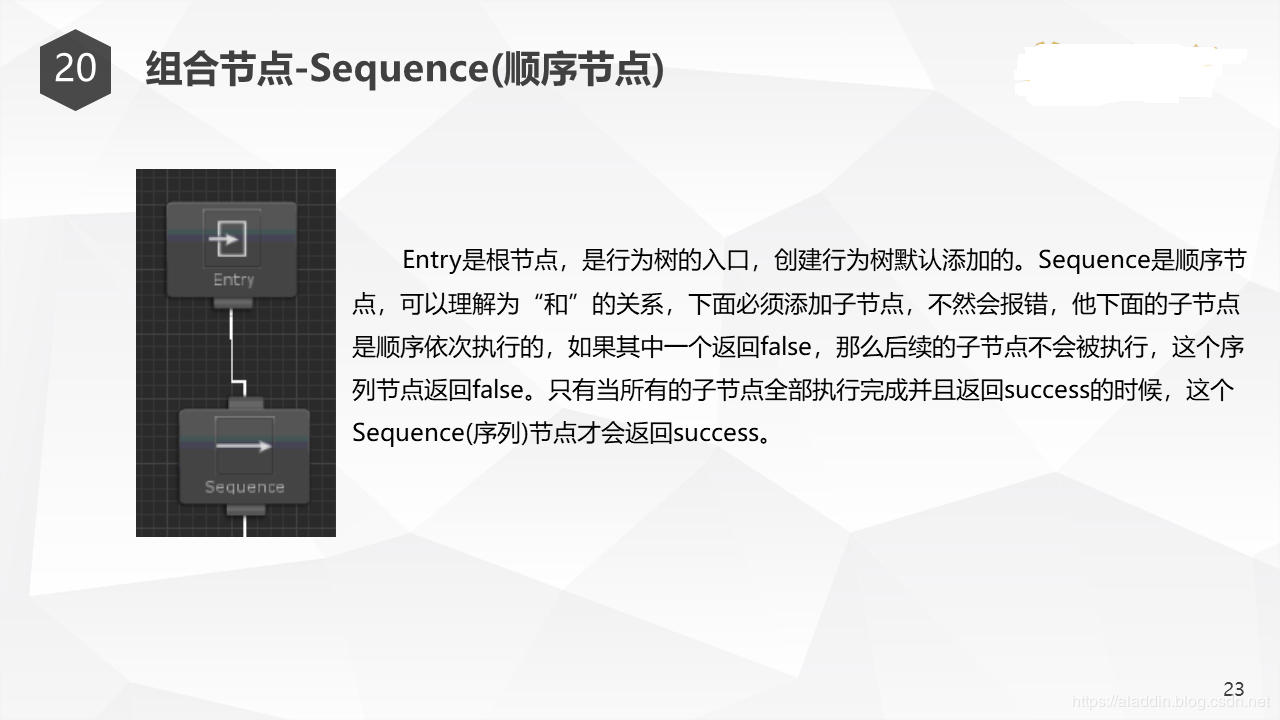 20
组合节点-Sequence(顺序节点)
Entry
Sequence
Entry是根节点，是行为树的入口，创建行为树默认添加的。Sequence是顺序节
点，可以理解为“和”的关系，下面必须添加子节点，不然会报错，他下面的子节点
是顺序依次执行的，如果其中一个返回false，那么后续的子节点不会被执行，这个序
列节点返回false。只有当所有的子节点全部执行完成并且返回success的时候，这个
Sequence(序列)节点才会返回success。
23
https://aladdin.blog.csdn.net